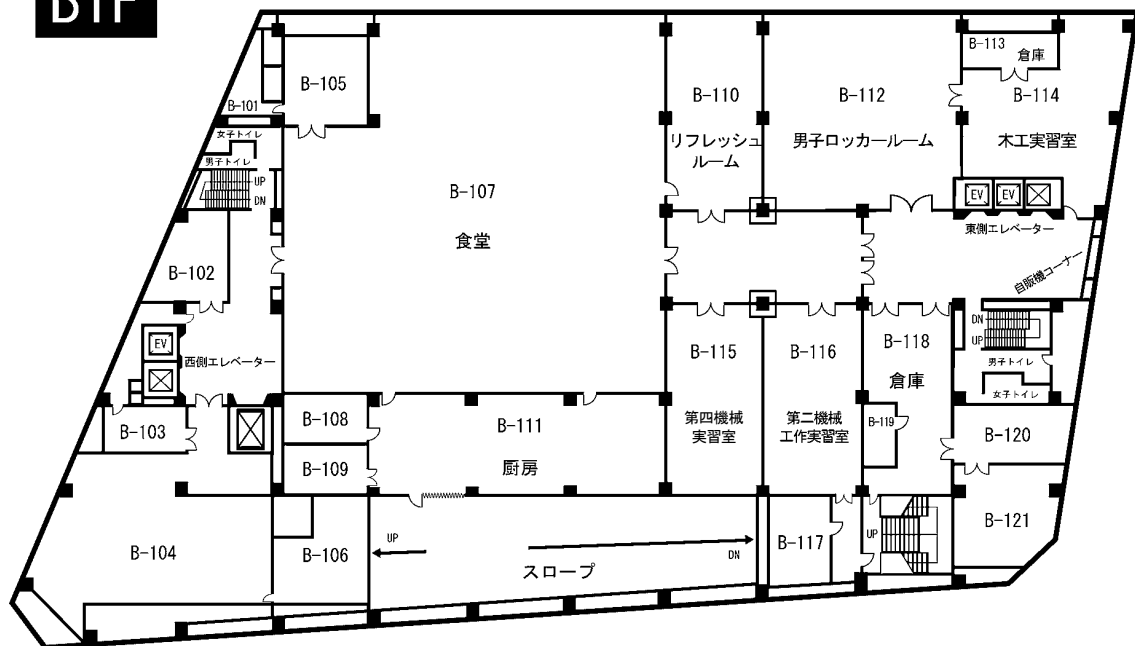 B1F
B-105
B-113
倉庫
B-101
B-110
B-112
B-114
女子トイレ
男子トイレ
リフレッシュ
ルーム
男子ロッカールーム
木工実習室
UP
DN
B-107
EV
EV
食堂
東側エレベーター
B-102
自販機コーナー
DN
UP
EV
西側エレベーター
B-115
B-116
B-118
男子トイレ
倉庫
女子トイレ
B-103
B-108
B-111
第四機械
実習室
第二機械
工作実習室
B-119
B-120
B-109
厨房
B-104
B-106
UP
DN
スロープ
B-117
UP
B-121